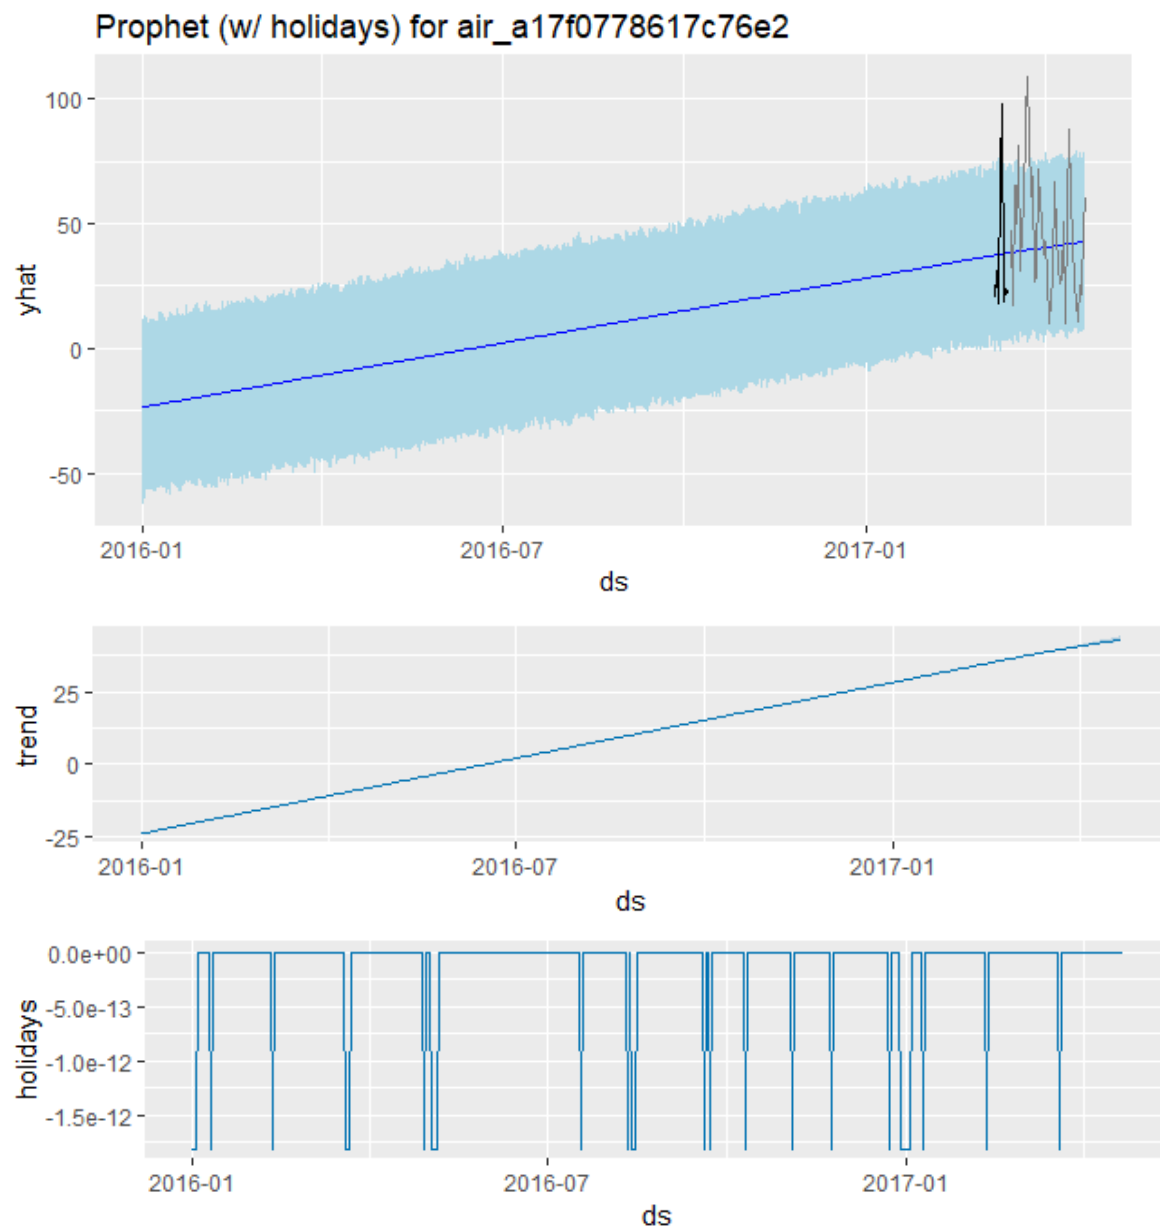 Prophet (w/ holidays) for air_a17f0778617c76e2
100
50
0
-50
yhat
2016-01 2016-07 2017-01
ds
25
0
-25
trend
2016-01 2016-07 2017-01
ds
0.0e+00
-5.0e-13
-1.0e-12
-1.5e-12
holidays
2016-01 2016-07 2017-01
ds